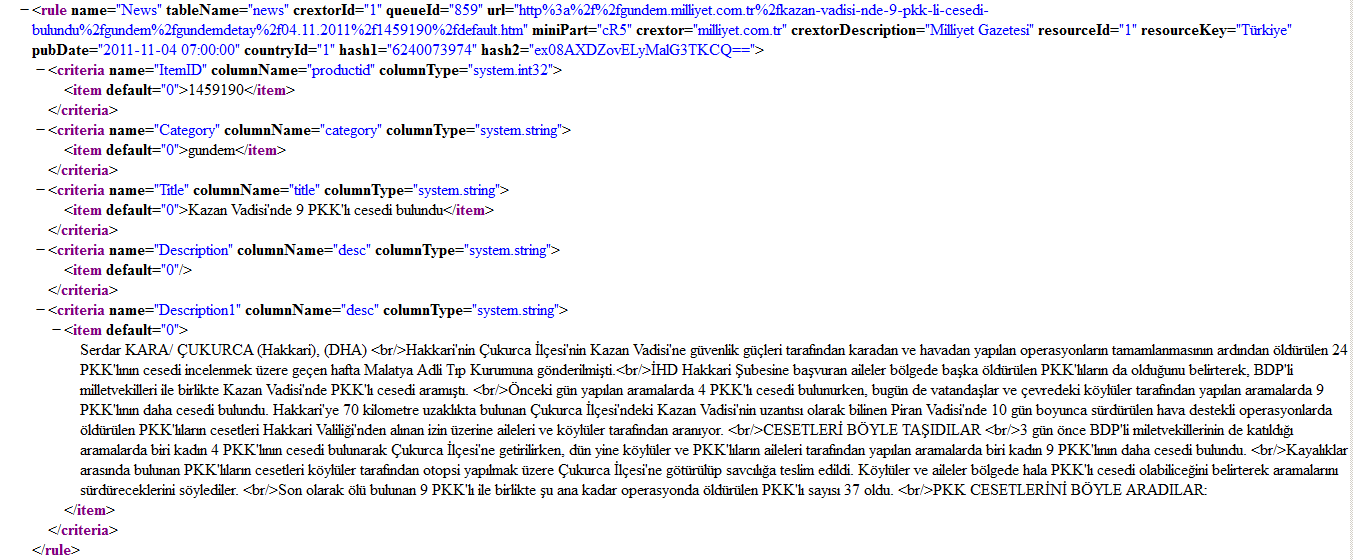 −<rule name="News" tableName="news" crextorId="1" queueId="859" url="http%3a%2f%2fgundem.milliyet.com.tr%2fkazan-vadisi-nde-9-pkk-li-cesedi-
bulundu%2fgundem%2fgundemdetay%2f04.11.2011%2f1459190%2fdefault.htm" miniPart="cR5" crextor="milliyet.com.tr" crextorDescription="Milliyet Gazetesi" resourceId="1" resourceKey="Türkiye"
pubDate="2011-11-04 07:00:00" countryId="1" hash1="6240073974" hash2="ex08AXDZovELyMalG3TKCQ==">
−<criteria name="ItemID" columnName="productid" columnType="system.int32">
<item default="0">1459190</item>
</criteria>
−<criteria name="Category" columnName="category" columnType="system.string">
<item default="0">gundem</item>
</criteria>
−<criteria name="Title" columnName="title" columnType="system.string">
<item default="0">Kazan Vadisi'nde 9 PKK'lı cesedi bulundu</item>
</criteria>
−<criteria name="Description" columnName="desc" columnType="system.string">
<item default="0"/>
</criteria>
−<criteria name="Description1" columnName="desc" columnType="system.string">
−<item default="0">
Serdar KARA/ ÇUKURCA (Hakkari), (DHA) <br/>Hakkari'nin Çukurca İlçesi'nin Kazan Vadisi'ne güvenlik güçleri tarafından karadan ve havadan yapılan operasyonların tamamlanmasının ardından öldürülen 24
PKK'lının cesedi incelenmek üzere geçen hafta Malatya Adli Tıp Kurumuna gönderilmişti.<br/>İHD Hakkari Şubesine başvuran aileler bölgede başka öldürülen PKK'lıların da olduğunu belirterek, BDP'li
milletvekilleri ile birlikte Kazan Vadisi'nde PKK'lı cesedi aramıştı. <br/>Önceki gün yapılan aramalarda 4 PKK'lı cesedi bulunurken, bugün de vatandaşlar ve çevredeki köylüler tarafından yapılan aramalarda 9
PKK'lının daha cesedi bulundu. Hakkari'ye 70 kilometre uzaklıkta bulunan Çukurca İlçesi'ndeki Kazan Vadisi'nin uzantısı olarak bilinen Piran Vadisi'nde 10 gün boyunca sürdürülen hava destekli operasyonlarda
öldürülen PKK'lıların cesetleri Hakkari Valiliği'nden alınan izin üzerine aileleri ve köylüler tarafından aranıyor. <br/>CESETLERİ BÖYLE TAŞIDILAR <br/>3 gün önce BDP'li milletvekillerinin de katıldığı
aramalarda biri kadın 4 PKK'lının cesedi bulunarak Çukurca İlçesi'ne getirilirken, dün yine köylüler ve PKK'lıların aileleri tarafından yapılan aramalarda biri kadın 9 PKK'lının daha cesedi bulundu. <br/>Kayalıklar
arasında bulunan PKK'lıların cesetleri köylüler tarafından otopsi yapılmak üzere Çukurca İlçesi'ne götürülüp savcılığa teslim edildi. Köylüler ve aileler bölgede hala PKK'lı cesedi olabiliceğini belirterek aramalarını
sürdüreceklerini söylediler. <br/>Son olarak ölü bulunan 9 PKK'lı ile birlikte şu ana kadar operasyonda öldürülen PKK'lı sayısı 37 oldu. <br/>PKK CESETLERİNİ BÖYLE ARADILAR:
</item>
</criteria>
</rule>